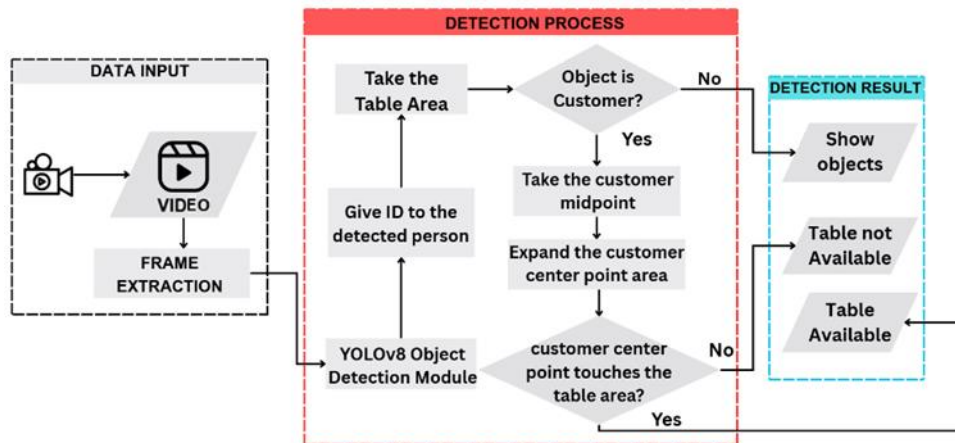 DATA INPUT
VIDEO
FRAME
EXTRACTION
DETECTION PROCESS
YOLOv8 Object
Detection Module
Give ID to the
detected person
Take the
Table Area
Object is
Customer?
No
Yes
Take the customer
midpoint
Expand the customer
center point area
customer center
point touches the
table area?
No
Yes
DETECTION RESULT
Show
objects
Table not
Available
Table
Available